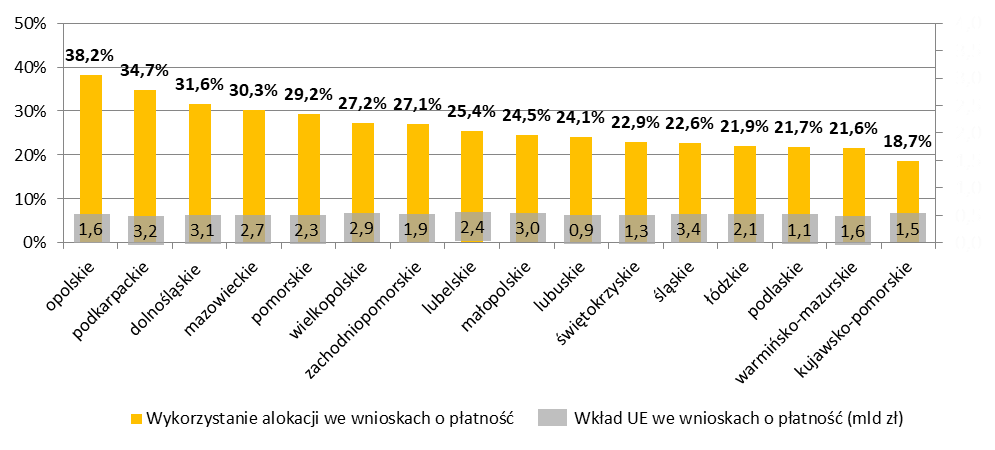 50%
40%
30%
20%
10%
0%
38,2%
34,7%
31,6%
30,3%
29,2%
27,2%
27,1%
25,4%
24,5%
24,1%
22,9%
22,6%
21,9%
21,7%
21,6%
18,7%
1,6
3,2
3,1
2,7
2,3
2,9
1,9
2,4
3,0
0,9
1,3
3,4
2,1
1,1
1,6
1,5
opolskie
podkarpackie
dolnośląskie
mazowieckie
pomorskie
wielkopolskie
zachodniopomorskie
lubelskie
małopolskie
lubuskie
świętokrzyskie
śląskie
łódzkie
podlaskie
warmińsko-mazurskie
kujawsko-pomorskie
Wykorzystanie alokacji we wnioskach o płatność
Wkład UE we wnioskach o płatność (mld zł)